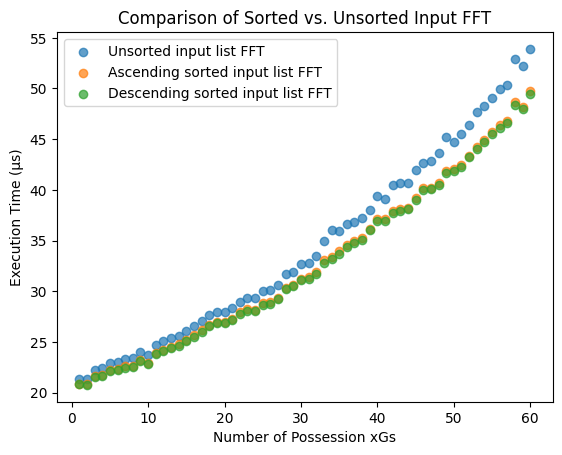 Comparison of Sorted vs. Unsorted Input FFT
Unsorted input list FFT
Ascending sorted input list FFT
Descending sorted input list FFT
Execution Time (µs)
55
50
45
40
35
30
25
20
0 10 20 30 40 50 60
Number of Possession xGs